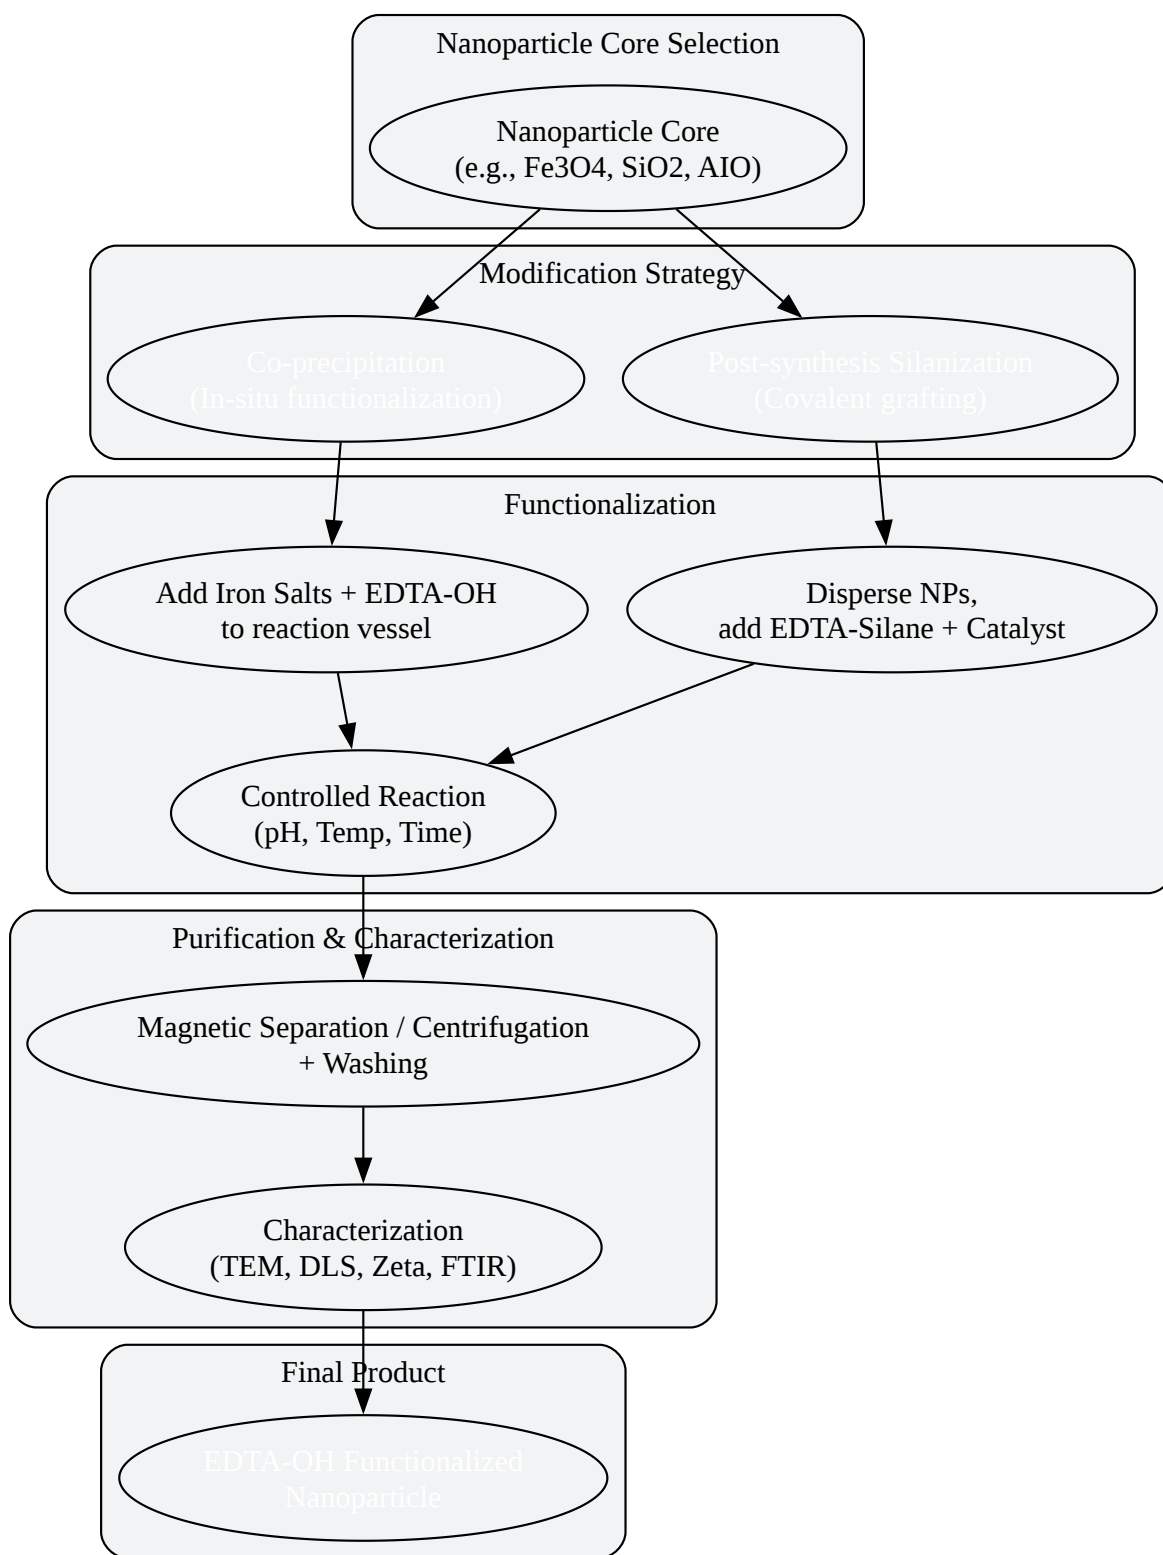 Nanoparticle Core Selection
Nanoparticle Core
(e.g., Fe3O4, SiO2, AIO)
Modification Strategy
Co-precipitation
(In-situ functionalization)
Post-synthesis Silanization
(Covalent grafting)
Functionalization
Add Iron Salts + EDTA-OH
to reaction vessel
Disperse NPs,
add EDTA-Silane + Catalyst
Controlled Reaction
(pH, Temp, Time)
Purification & Characterization
Magnetic Separation / Centrifugation
+ Washing
Characterization
(TEM, DLS, Zeta, FTIR)
Final Product
EDTA-OH Functionalized
Nanoparticle